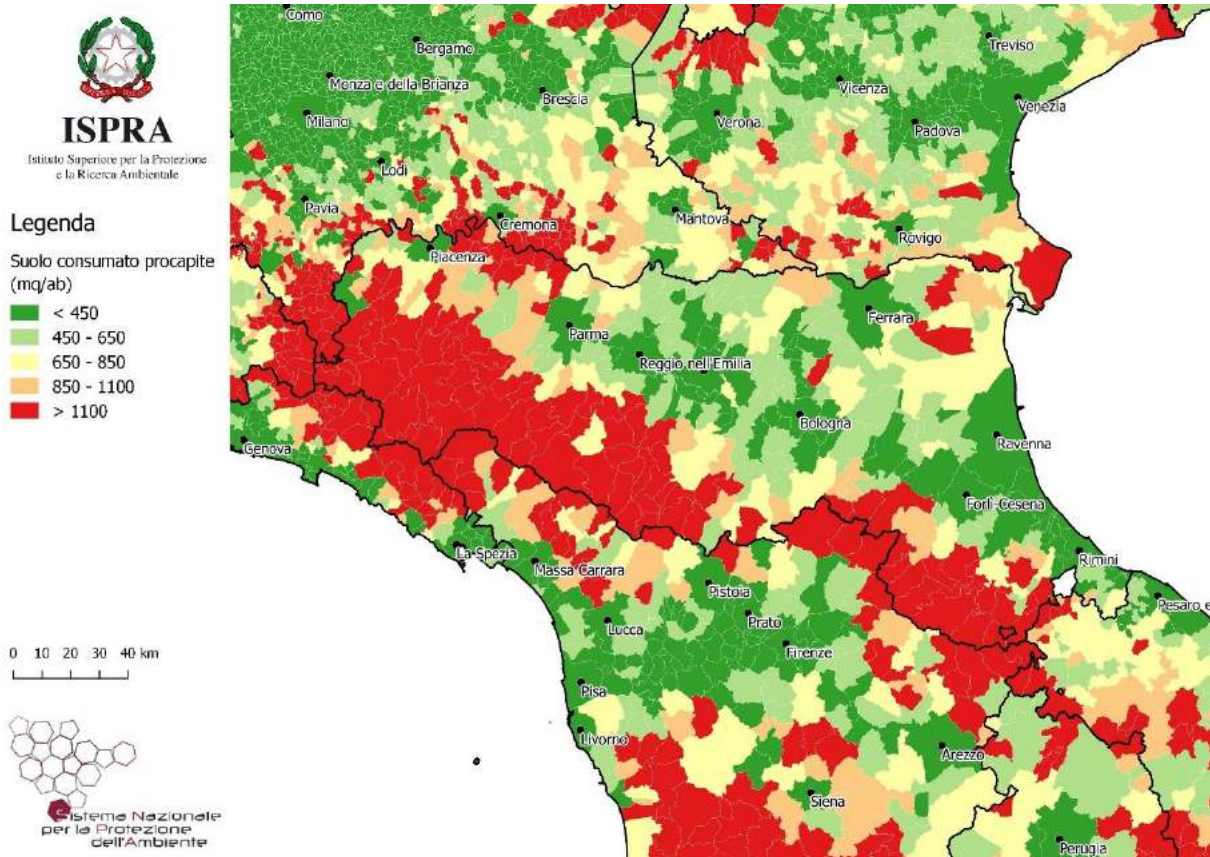 ISPRA
Istituto Superiore per la Protezione
e la Ricerca Ambientale
Legenda
Suolo consumato procapite
(mq/ab)
< 450
450 - 650
650 - 850
850 - 1100
> 1100
0 10 20 30 40 km
Sistema Nazionale
per la Protezione
dell'Ambiente
Como
Bergamo
Treviso
Monza e della Brianza
Brescia
Vicenza
Venezia
Milano
Verona
Padova
Lodi
Pavia
Cremona
Mantova
Rovigo
Piacenza
Ferrara
Parma
Reggio nell'Emilia
Bologna
Ravenna
Genova
Forlì-Cesena
La Spezia
Massa Carrara
Rimini
Pistoia
Pesaro e
Prato
Lucca
Firenze
Pisa
Livorno
Arezzo
Siena
Perugia